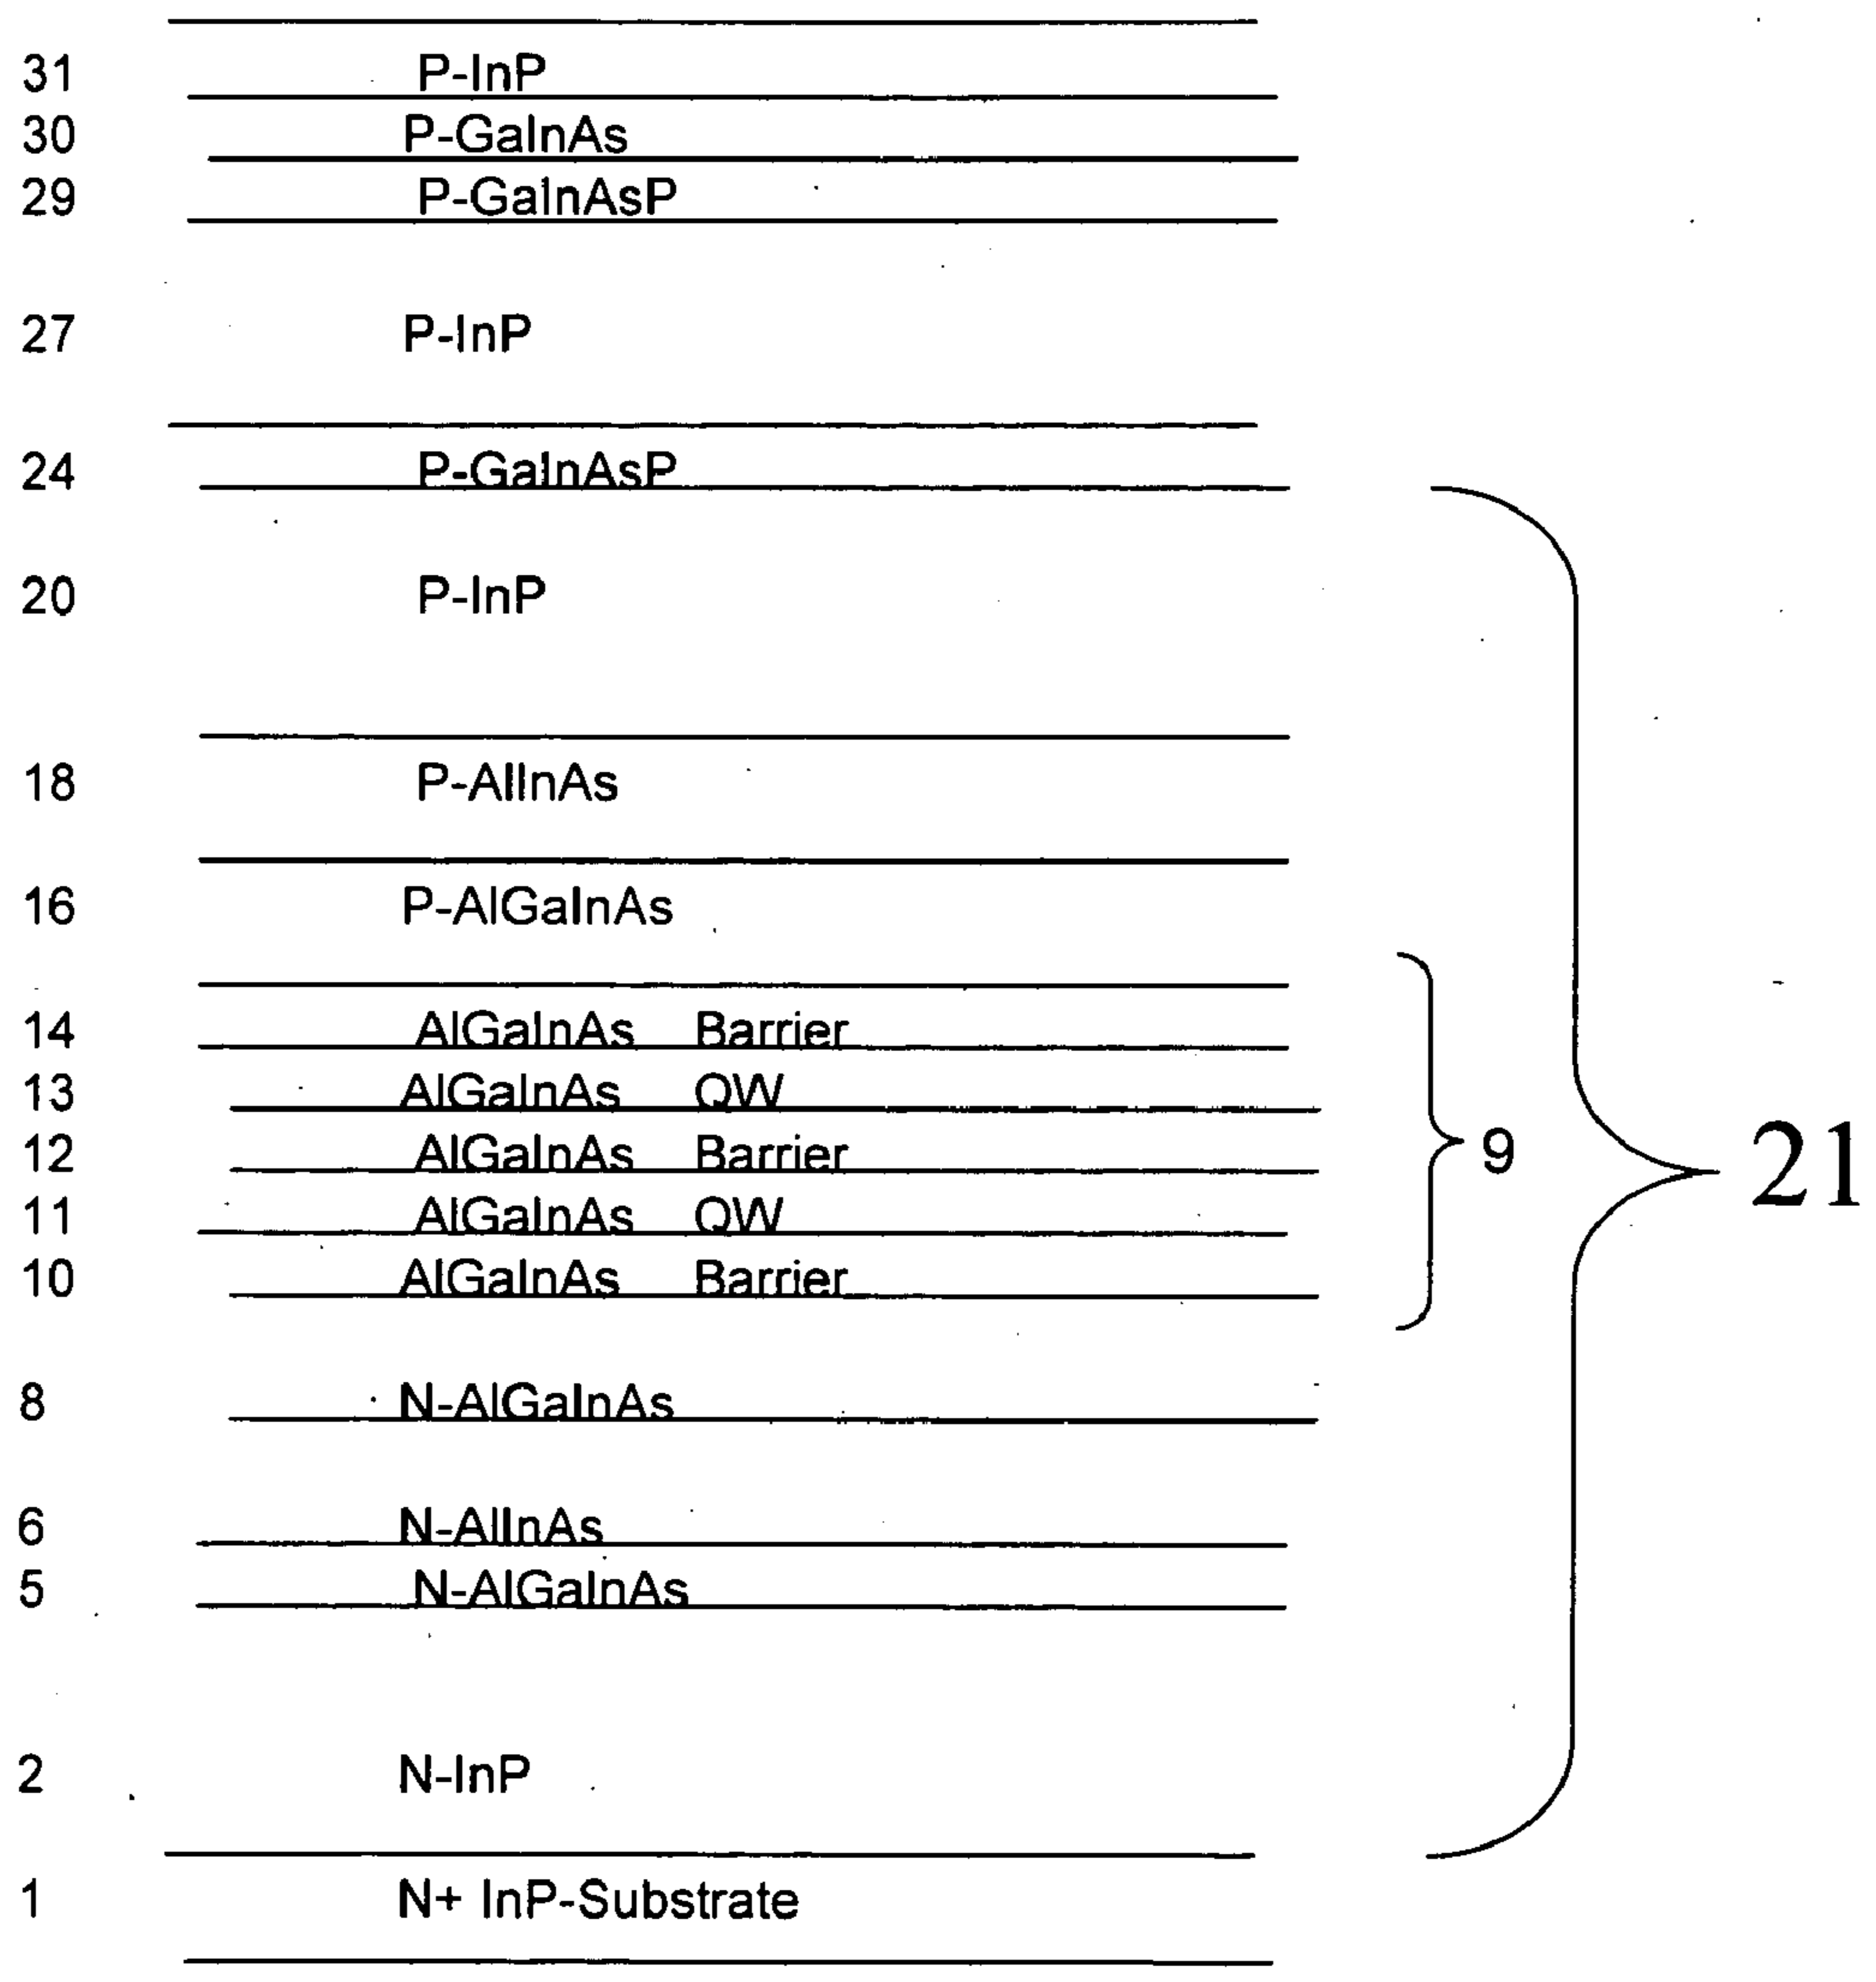 31 P-InP
30 P-GaInAs
29 P-GaInAsP
27 P-InP
24 P-GaInAsP
20 P-InP
18 P-AlInAs
16 P-AlGaInAs
14 AlGaInAs Barrier
13 AlGaInAs QW
12 AlGaInAs Barrier
9
21
11 AlGaInAs QW
10 AlGaInAs Barrier
8 N-AlGaInAs
6 N-AlInAs
5 N-AlGaInAs
2 N-InP
1 N+ InP-Substrate